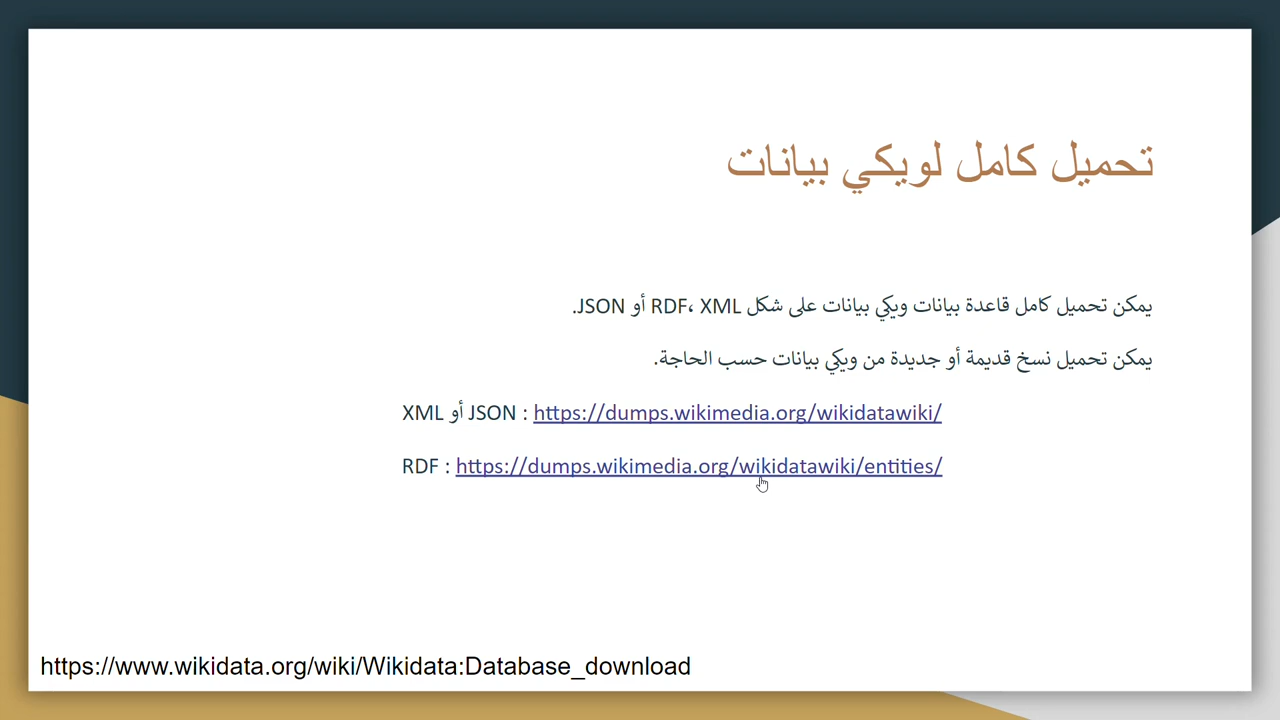 تحميل كامل لويكي بيانات
يمكن تحميل كامل قاعدة بيانات ويكي بيانات على شكل RDF، XML أو JSON.
يمكن تحميل نسخ قديمة أو جديدة من ويكي بيانات حسب الحاجة.
XML أو JSON : https://dumps.wikimedia.org/wikidatawiki/
RDF : https://dumps.wikimedia.org/wikidatawiki/entities/
https://www.wikidata.org/wiki/Wikidata:Database_download